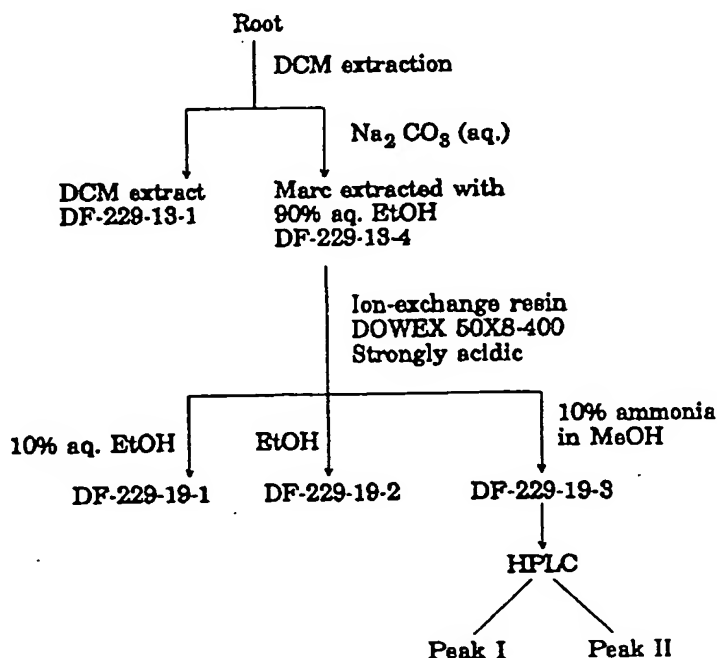 Root
DCM extraction
Na₂ CO₃ (aq.)
DCM extract
DF-229-13-1
Marc extracted with
90% aq. EtOH
DF-229-13-4
Ion-exchange resin
DOWEX 50X8-400
Strongly acidic
10% aq. EtOH
EtOH
10% ammonia
in MeOH
DF-229-19-1
DF-229-19-2
DF-229-19-3
HPLC
Peak I
Peak II